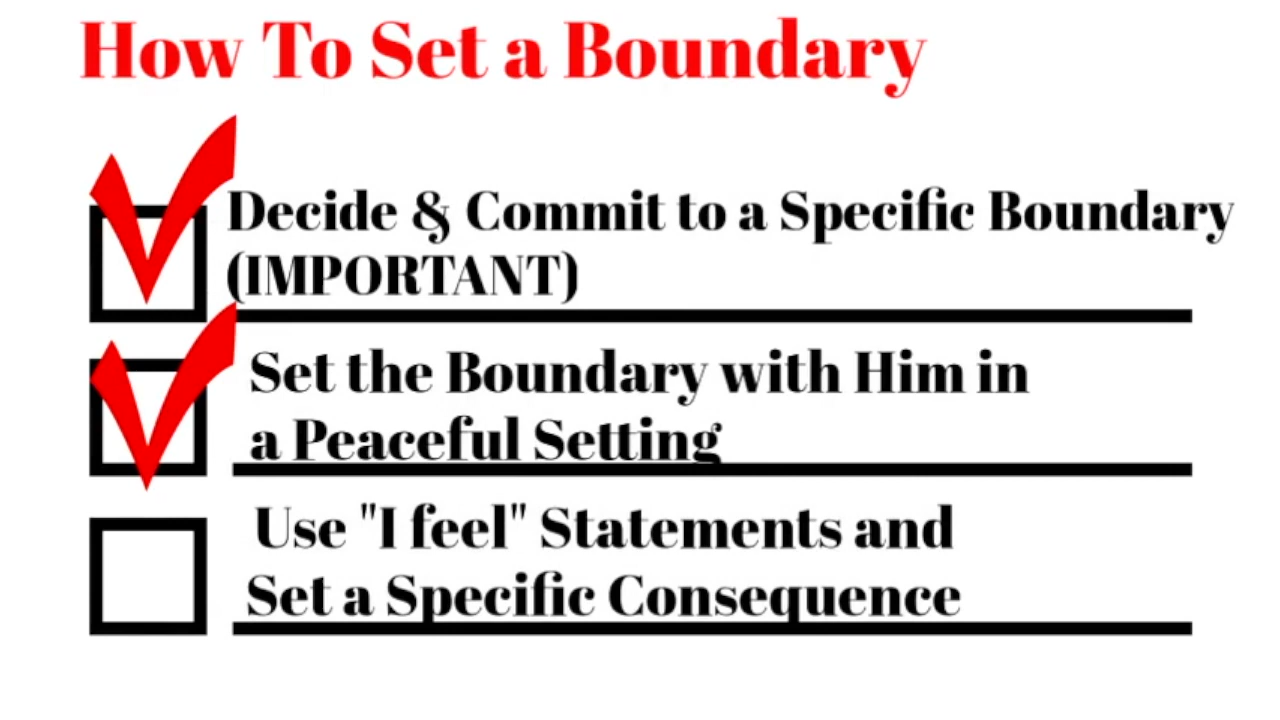 How To Set a Boundary
Decide & Commit to a Specific Boundary
(IMPORTANT)
Set the Boundary with Him in
a Peaceful Setting
Use "I feel" Statements and
Set a Specific Consequence